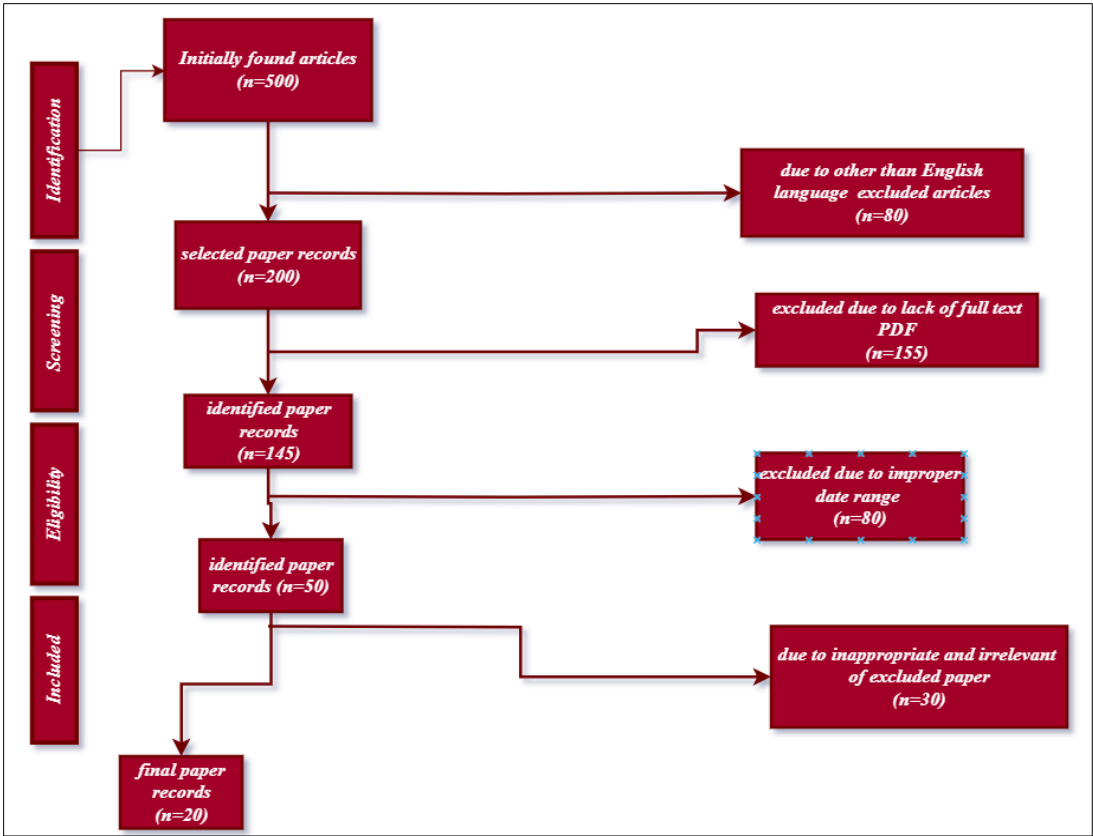 Initially found articles
(n=500)
Identification
due to other than English
language excluded articles
(n=80)
selected paper records
(n=200)
Screening
excluded due to lack of full text
PDF
(n=155)
identified paper
records
(n=145)
Eligibility
excluded due to improper
date range
(n=80)
identified paper
records (n=50)
Included
due to inappropriate and irrelevant
of excluded paper
(n=30)
final paper
records
(n=20)